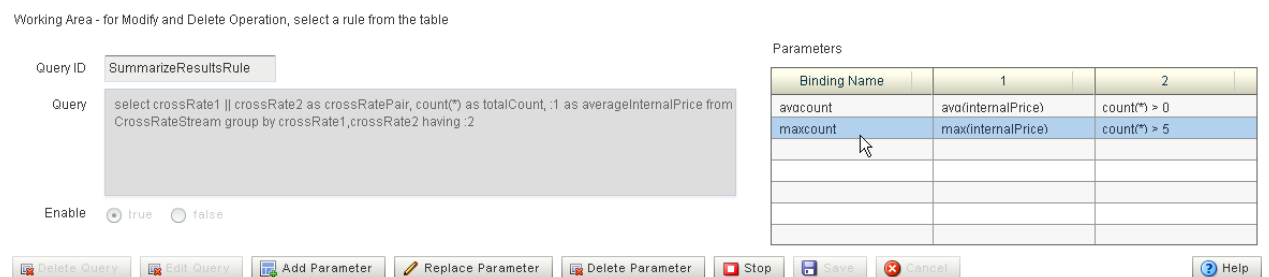 Working Area - for Modify and Delete Operation, select a rule from the table
Query ID SummarizeResultsRule
Query select crossRate1 || crossRate2 as crossRatePair, count(*) as totalCount, :1 as averageInternalPrice from
CrossRateStream group by crossRate1,crossRate2 having :2
Enable true false
Parameters
Binding Name 1 2
avgcount avg(internalPrice) count(*) > 0
maxcount max(internalPrice) count(*) > 5
Delete Query Edit Query Add Parameter Replace Parameter Delete Parameter Stop Save Cancel Help